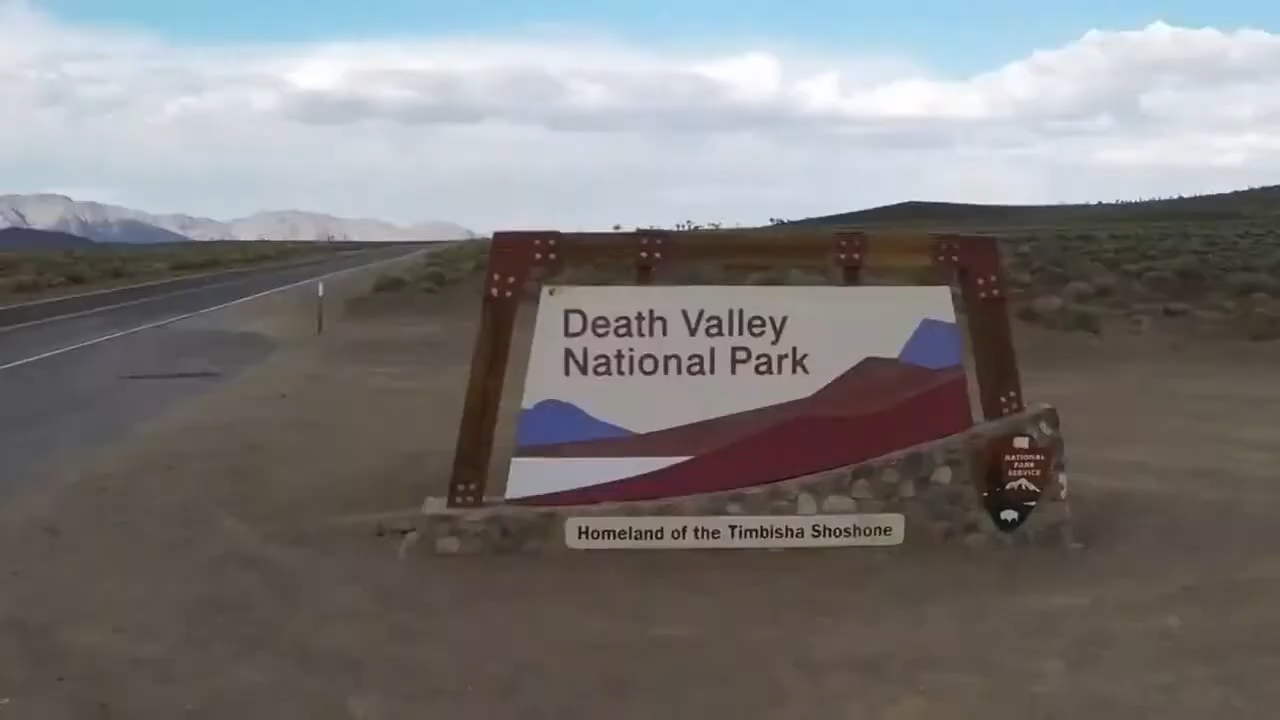 Death Valley
National Park
NATIONAL
PARK
SERVICE
Homeland of the Timbisha Shoshone